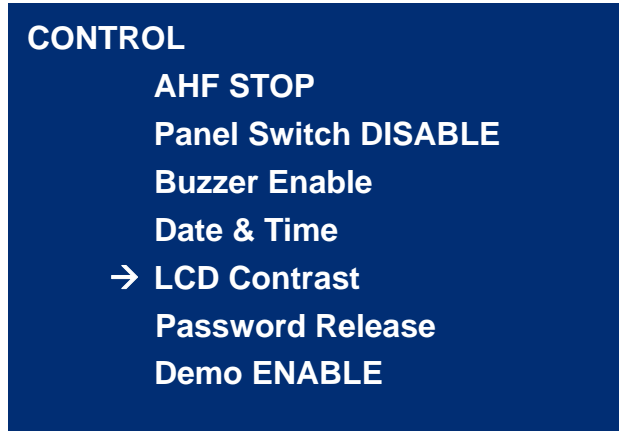 CONTROL
AHF STOP
Panel Switch DISABLE
Buzzer Enable
Date & Time
→ LCD Contrast
Password Release
Demo ENABLE